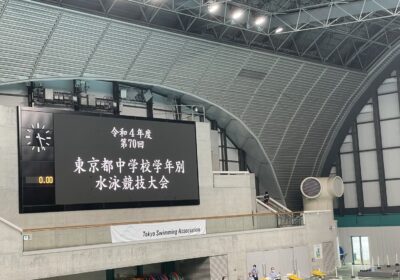 令和4年度
第70回
東京都中学校学年別
水泳競技大会
0.00
Tokyo Swimming Association